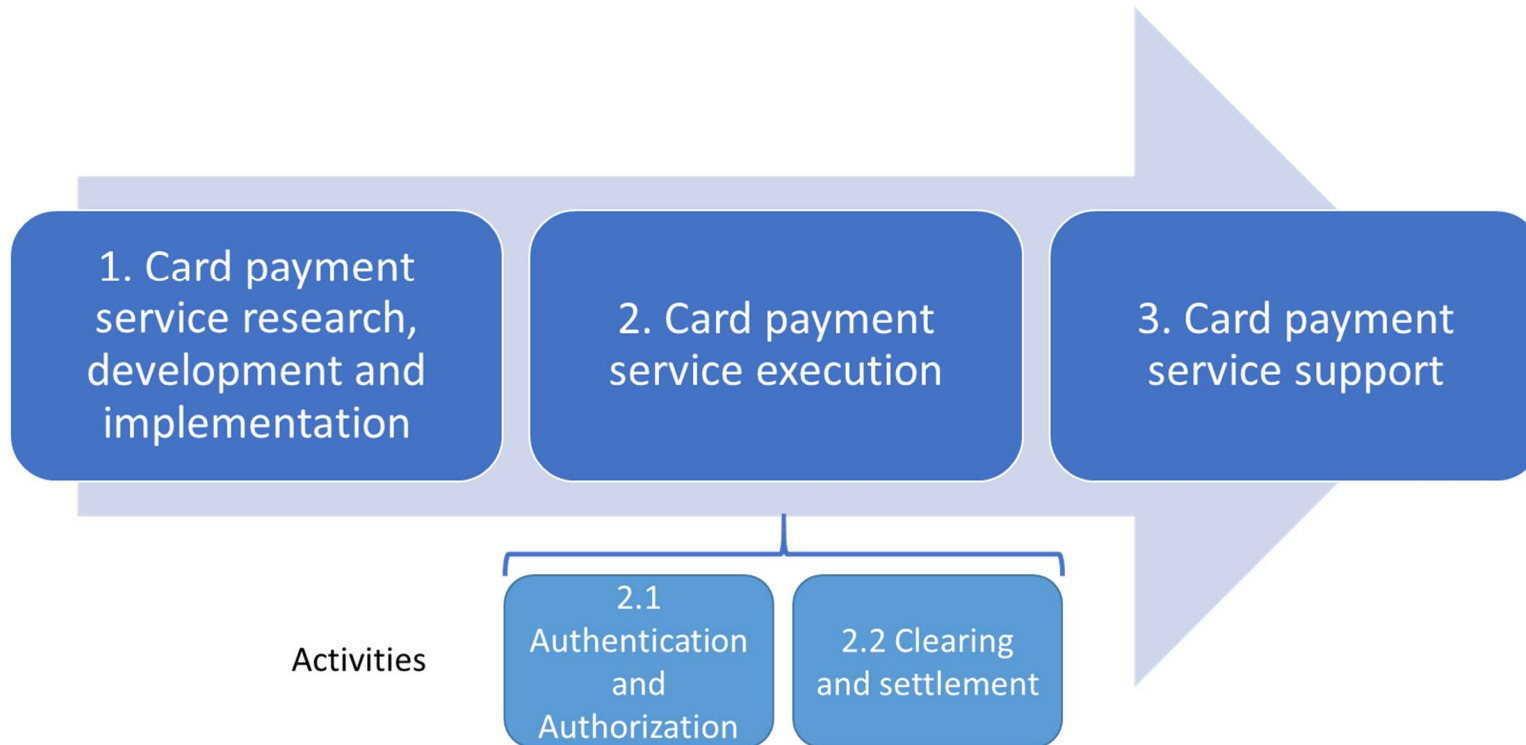 1. Card payment
service research,
development and
implementation
2. Card payment
service execution
3. Card payment
service support
Activities
2.1
Authentication
and
Authorization
2.2 Clearing
and settlement